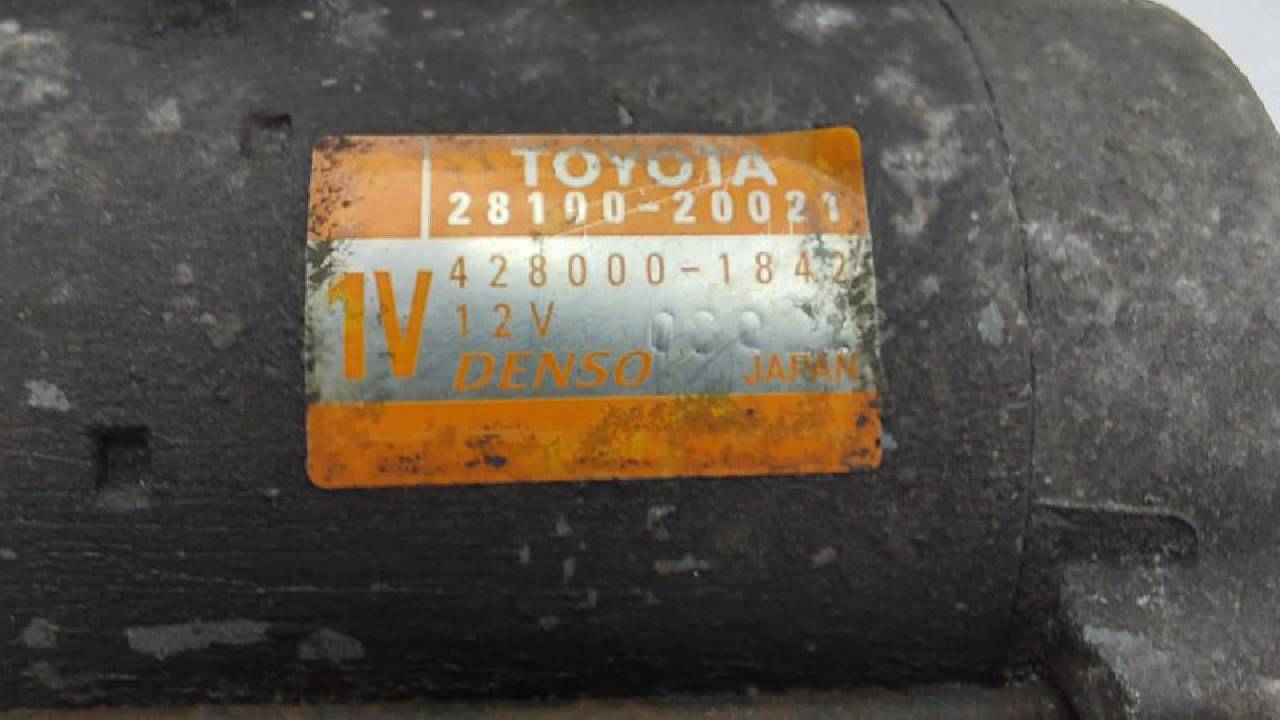 TOYOTA
28100-20021
1V
428000-1842
12V
DENSO
JAPAN